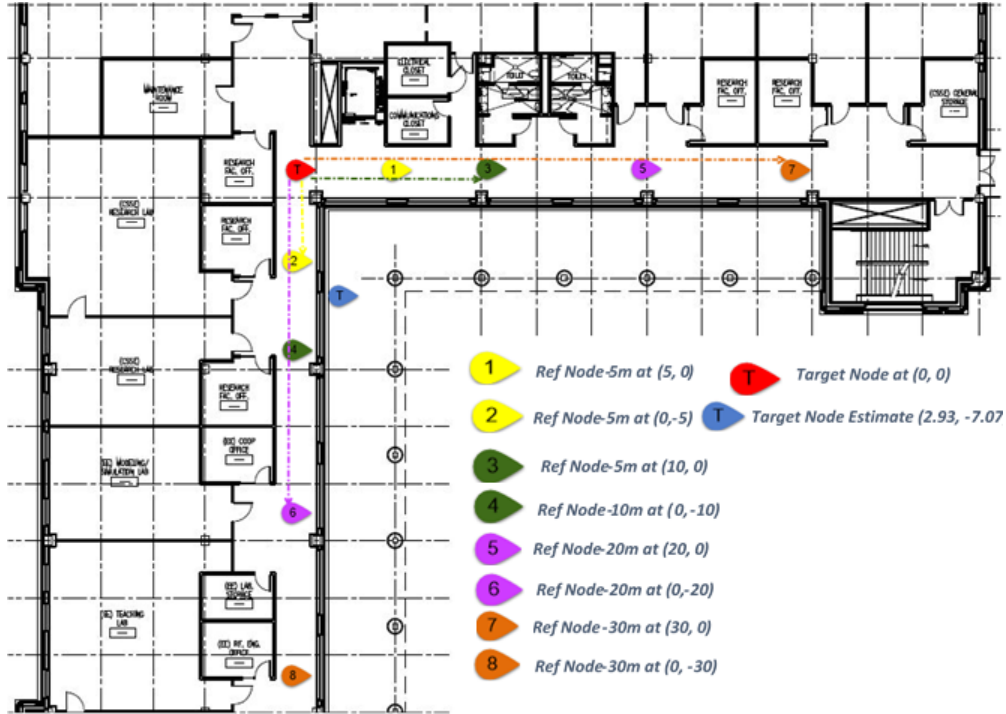 ELECTRICAL
CLOSET
TOILET
TOILET
MAINTENANCE
ROOM
COMMUNICATIONS
CLOSET
RESEARCH
FAC. OFF.
RESEARCH
FAC. OFF.
(CSSE) GENERAL
STORAGE
RESEARCH
FAC. OFF.
T
1
3
5
7
(CSSE)
RESEARCH LAB
RESEARCH
FAC. OFF.
2
T
4
(CSSE)
RESEARCH LAB
RESEARCH
FAC. OFF.
(EE) COOP
OFFICE
(EE) MODELING/
SIMULATION LAB
6
(EE) LAB
STORAGE
(EE) TEACHING
LAB
OFFICE
8
1 Ref Node-5m at (5, 0)
T Target Node at (0, 0)
2 Ref Node-5m at (0,-5)
T Target Node Estimate (2.93, -7.07
3 Ref Node-5m at (10, 0)
4 Ref Node-10m at (0,-10)
5 Ref Node-20m at (20, 0)
6 Ref Node-20m at (0,-20)
7 Ref Node-30m at (30, 0)
8 Ref Node-30m at (0, -30)